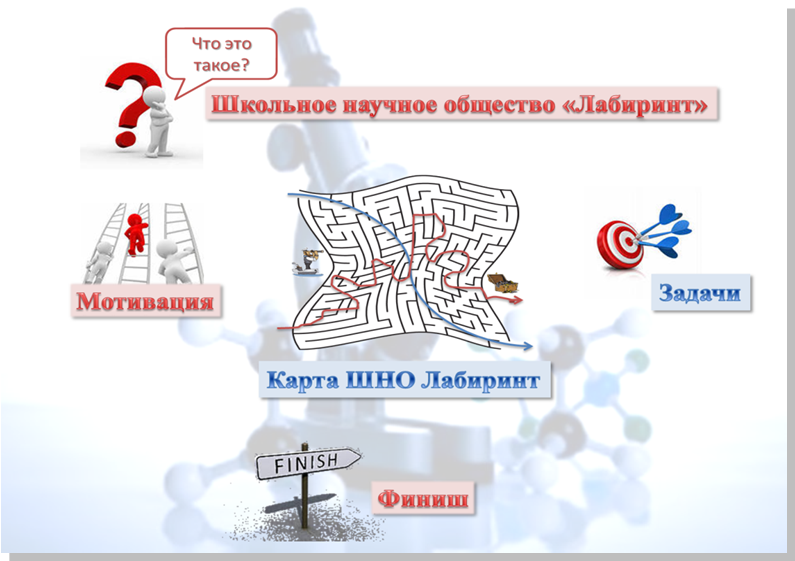 Что это
такое?
Школьное научное общество «Лабиринт»
Мотивация
Задачи
Карта ШНО Лабиринт
FINISH
Финиш